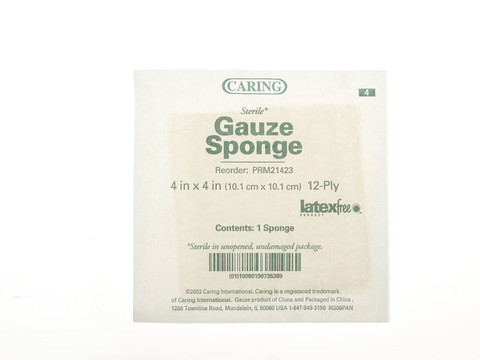 CARING
4
Sterile*
Gauze
Sponge
Reorder: PRM21423
4 in x 4 in (10.1 cm x 10.1 cm) 12-Ply
latexfree
PRODUCT
Contents: 1 Sponge
*Sterile in unopened, undamaged package.
(01)10080196735389
©2003 Caring International. Caring is a registered trademark
of Caring International. Gauze product of China and Packaged in China,
1200 Townline Road, Mundelein, IL 60060 USA 1-847-949-3150 RG06PAN